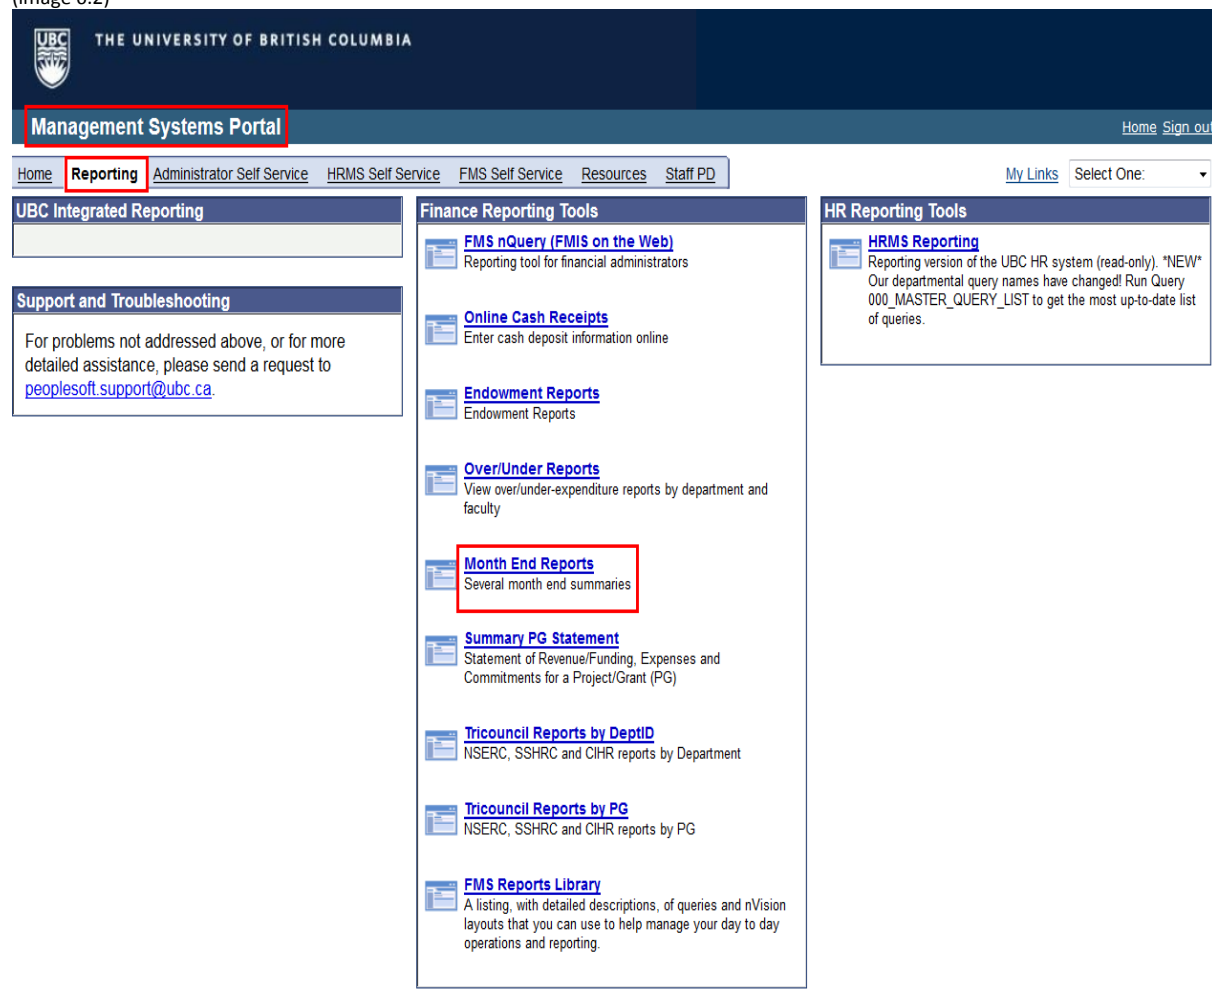 (Image 6.2)
UBC
THE UNIVERSITY OF BRITISH COLUMBIA
Management Systems Portal
Home Sign out
Home Reporting Administrator Self Service HRMS Self Service FMS Self Service Resources Staff PD
My Links Select One:
UBC Integrated Reporting
Support and Troubleshooting
For problems not addressed above, or for more
detailed assistance, please send a request to
peoplesoft.support@ubc.ca.
Finance Reporting Tools
FMS nQuery (FMIS on the Web)
Reporting tool for financial administrators
Online Cash Receipts
Enter cash deposit information online
Endowment Reports
Endowment Reports
Over/Under Reports
View over/under-expenditure reports by department and
faculty
Month End Reports
Several month end summaries
Summary PG Statement
Statement of Revenue/Funding, Expenses and
Commitments for a Project/Grant (PG)
Tricouncil Reports by DeptID
NSERC, SSHRC and CIHR reports by Department
Tricouncil Reports by PG
NSERC, SSHRC and CIHR reports by PG
FMS Reports Library
A listing, with detailed descriptions, of queries and nVision
layouts that you can use to help manage your day to day
operations and reporting.
HR Reporting Tools
HRMS Reporting
Reporting version of the UBC HR system (read-only). *NEW*
Our departmental query names have changed! Run Query
000_MASTER_QUERY_LIST to get the most up-to-date list
of queries.